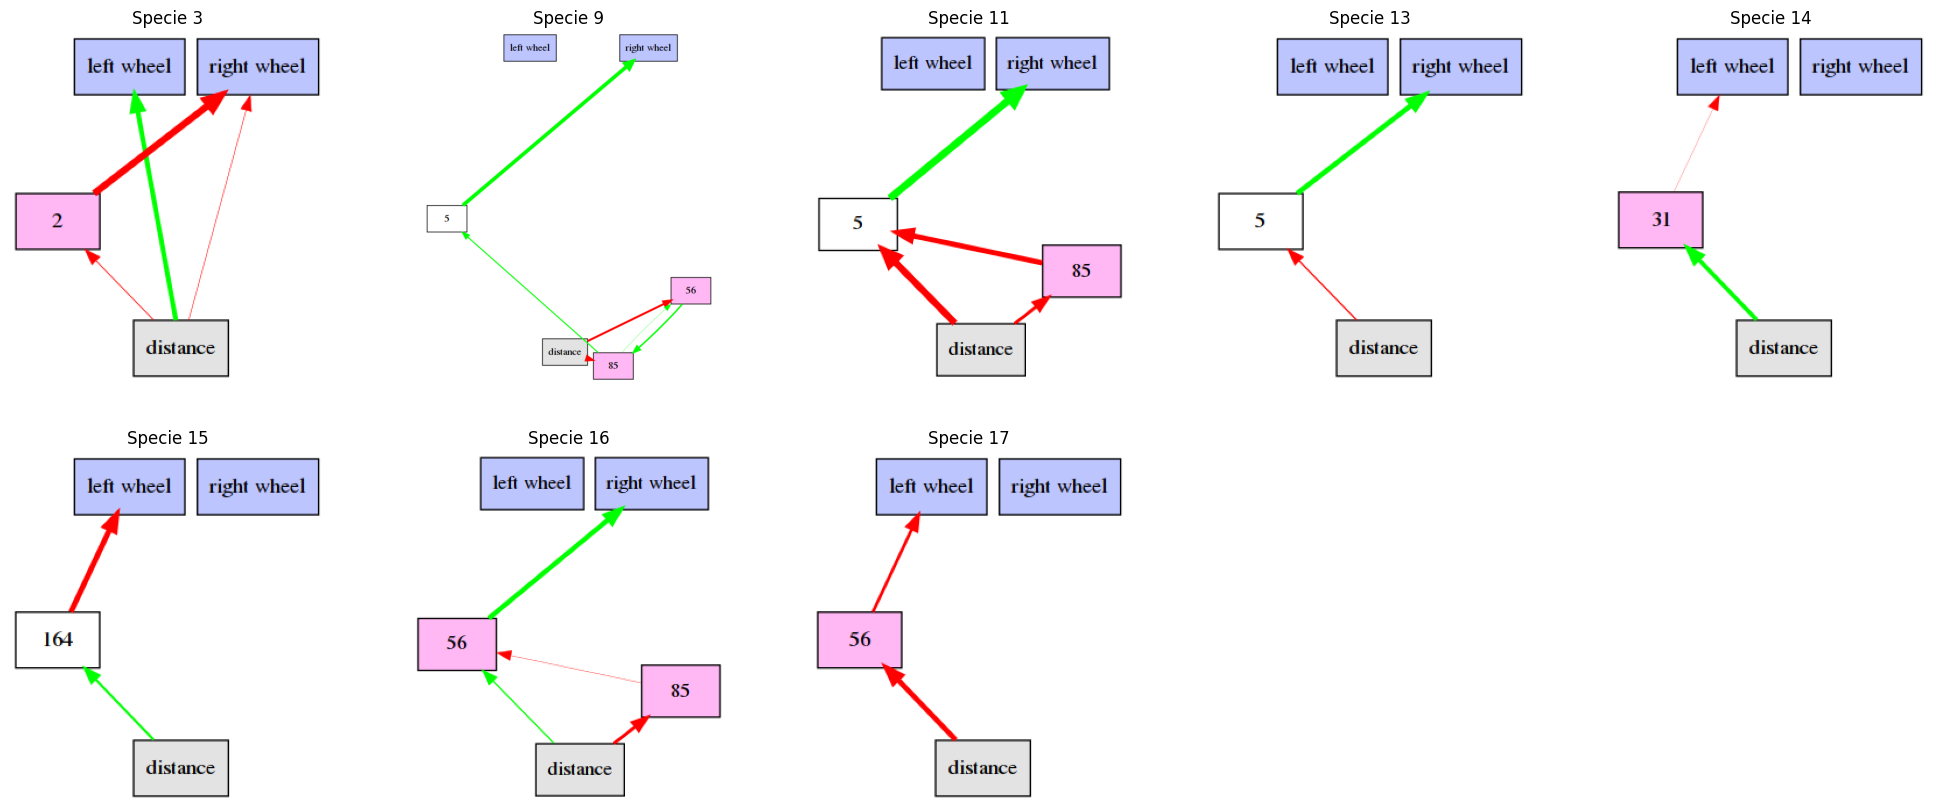 Specie 3
left wheel
right wheel
2
distance
Specie 9
left wheel
right wheel
5
56
distance
85
Specie 11
left wheel
right wheel
5
85
distance
Specie 13
left wheel
right wheel
5
distance
Specie 14
left wheel
right wheel
31
distance
Specie 15
left wheel
right wheel
164
distance
Specie 16
left wheel
right wheel
56
85
distance
Specie 17
left wheel
right wheel
56
distance